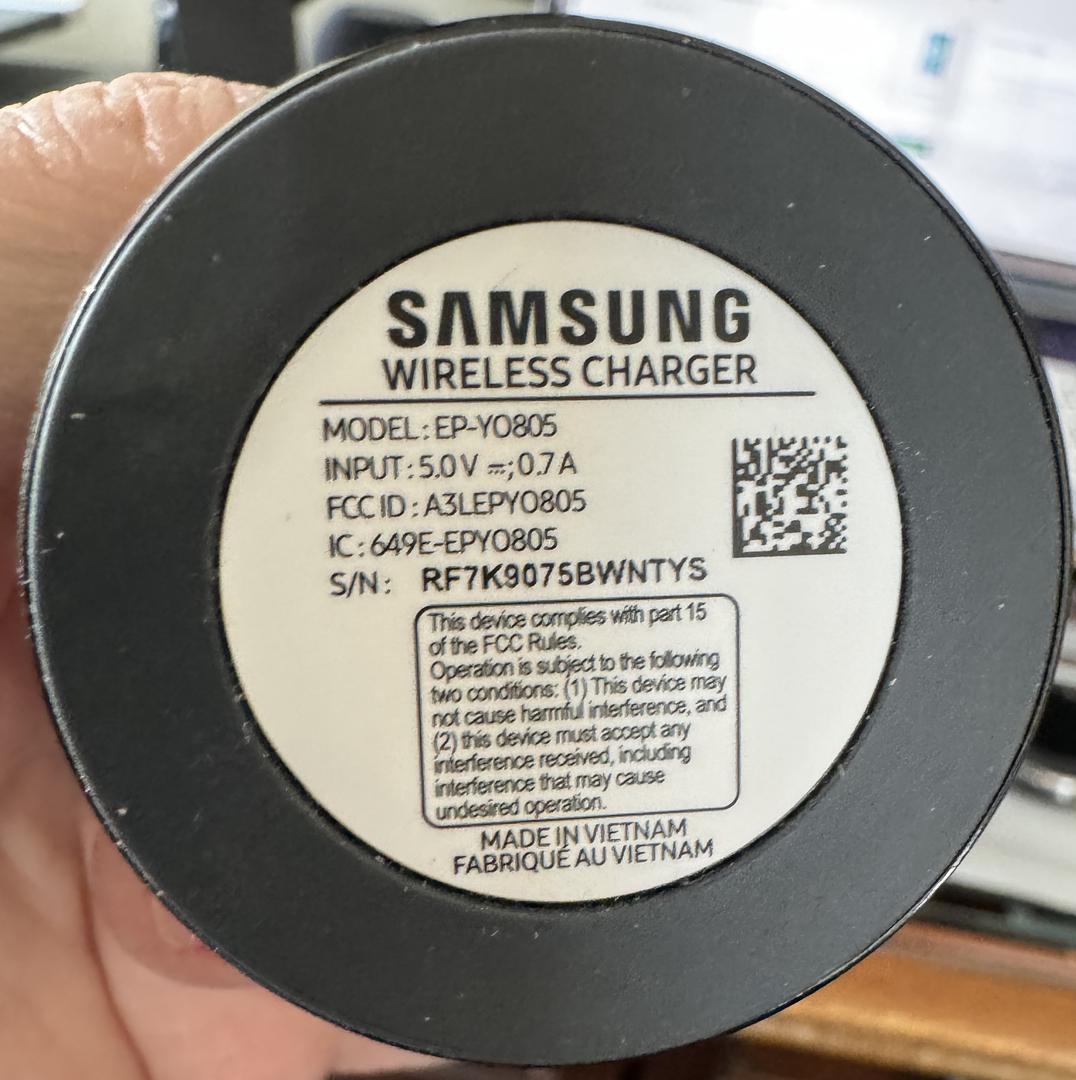 SAMSUNG
WIRELESS CHARGER
MODEL: EP-YO805
INPUT: 5.0V ⎓; 0.7A
FCC ID: A3LEPYO805
IC: 649E-EPYO805
S/N: RF7K9075BWNTYS
This device complies with part 15
of the FCC Rules.
Operation is subject to the following
two conditions: (1) This device may
not cause harmful interference, and
(2) this device must accept any
interference received, including
interference that may cause
undesired operation.
MADE IN VIETNAM
FABRIQUÉ AU VIETNAM